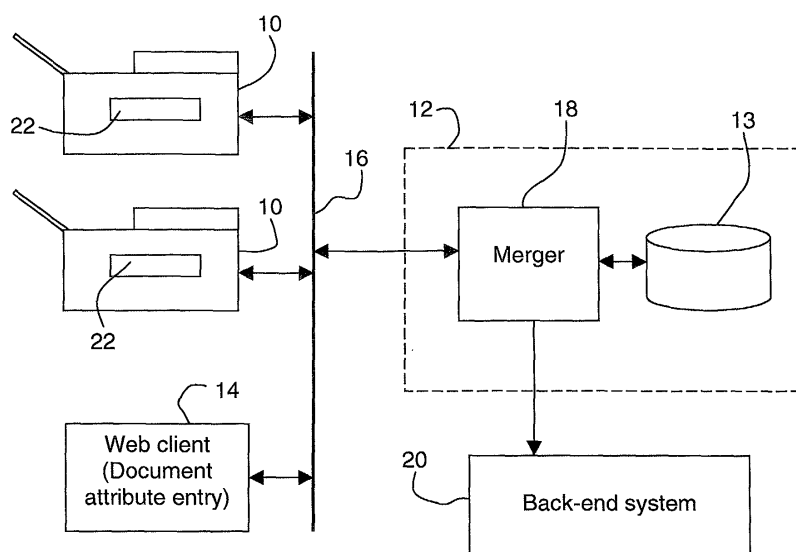 10
22
12
18
13
16
10
Merger
22
14
Web client
(Document
attribute entry)
20
Back-end system